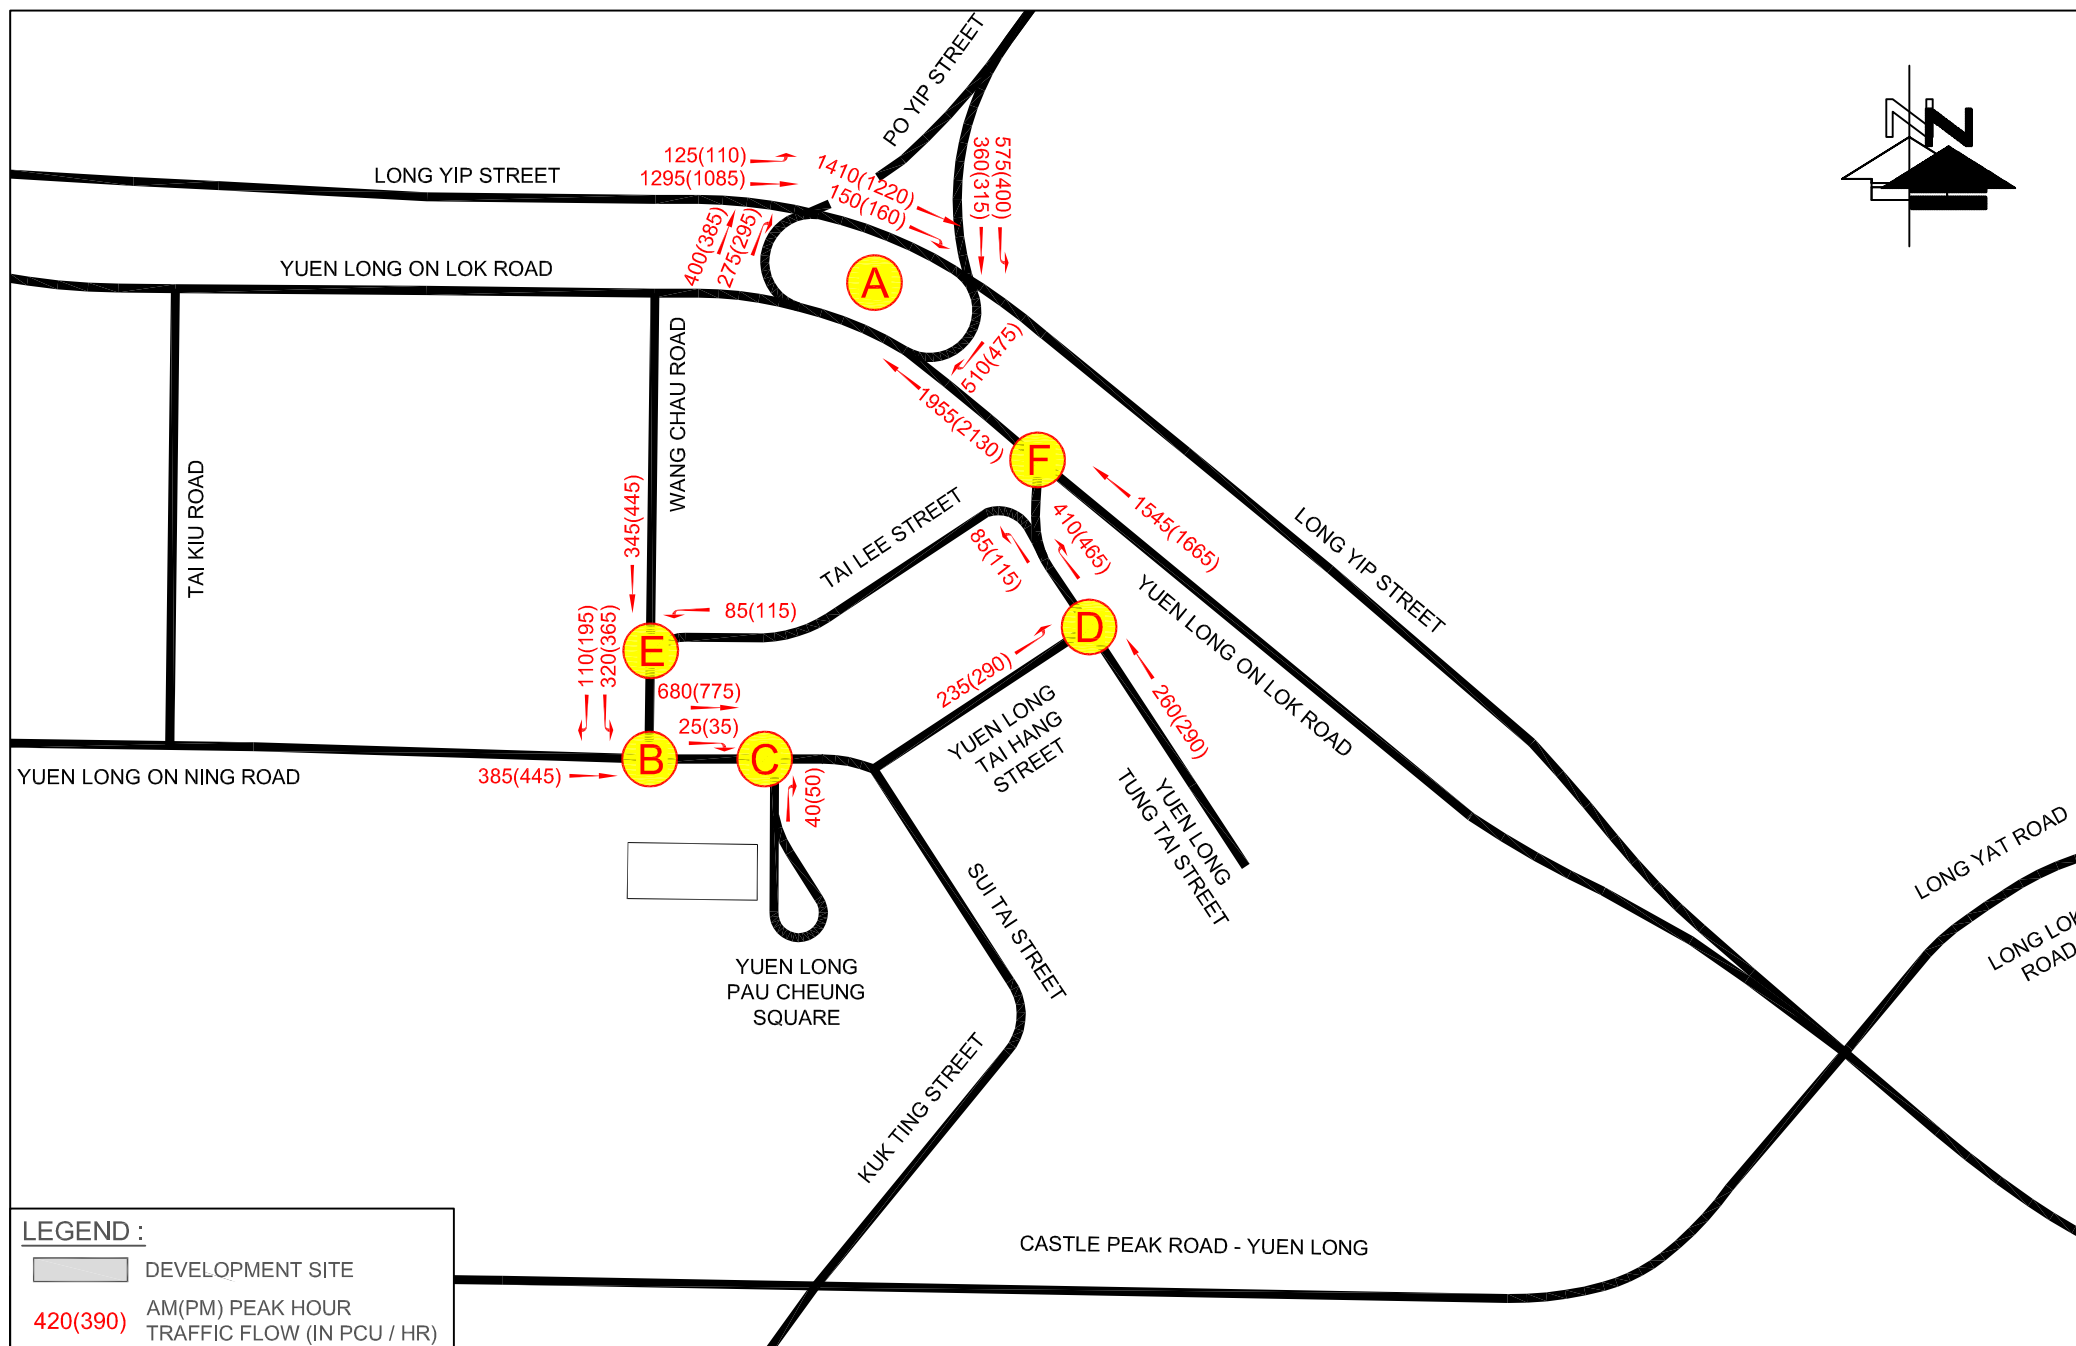 PO YIP STREET
LONG YIP STREET
125(110)
1295(1085)
1410(1220)
150(160)
575(400)
360(315)
N
400(385)
275(295)
YUEN LONG ON LOK ROAD
A
WANG CHAU ROAD
510(475)
1955(2130)
F
TAI KIU ROAD
345(445)
TAI LEE STREET
85(115)
410(465)
1545(1665)
LONG YIP STREET
YUEN LONG ON LOK ROAD
110(195)
320(365)
85(115)
E
D
235(290)
260(290)
680(775)
25(35)
B
C
YUEN LONG
TAI HANG
STREET
YUEN LONG ON NING ROAD
385(445)
40(50)
YUEN LONG
TUNG TAI STREET
SUI TAI STREET
LONG YAT ROAD
LONG LOK
ROAD
YUEN LONG
PAU CHEUNG
SQUARE
KUK TING STREET
CASTLE PEAK ROAD - YUEN LONG
LEGEND :
DEVELOPMENT SITE
420(390)
AM(PM) PEAK HOUR
TRAFFIC FLOW (IN PCU / HR)